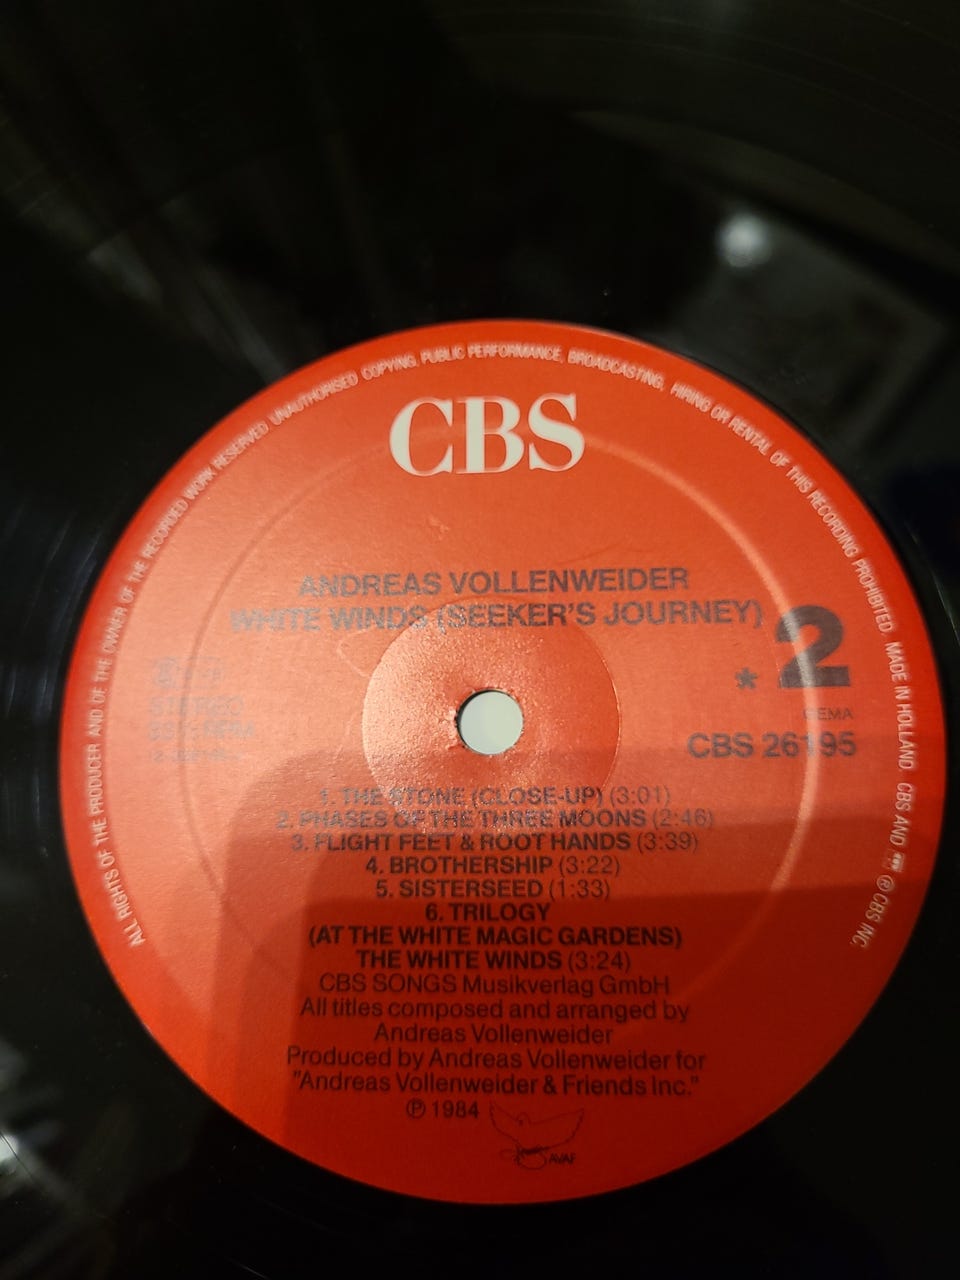 ALL RIGHTS OF THE PRODUCER AND OF THE OWNER OF THE RECORDED WORK RESERVED UNAUTHORISED COPYING, PUBLIC PERFORMANCE, BROADCASTING, HIRING OR RENTAL OF THIS RECORDING PROHIBITED. MADE IN HOLLAND CBS AND ® CBS INC.
CBS
ANDREAS VOLLENWEIDER
WHITE WINDS (SEEKER'S JOURNEY)
* 2
STEREO
GEMA
CBS 26195
1. THE STONE (CLOSE-UP) (3:01)
2. PHASES OF THE THREE MOONS (2:46)
3. FLIGHT FEET & ROOT HANDS (3:39)
4. BROTHERSHIP (3:22)
5. SISTERSEED (1:33)
6. TRILOGY
(AT THE WHITE MAGIC GARDENS)
THE WHITE WINDS (3:24)
CBS SONGS Musikverlag GmbH
All titles composed and arranged by
Andreas Vollenweider
Produced by Andreas Vollenweider for
"Andreas Vollenweider & Friends Inc."
℗ 1984
AVAF